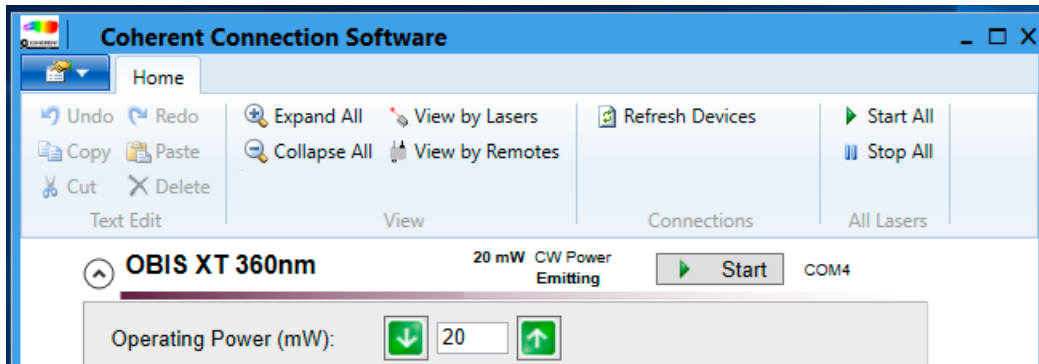 Coherent Connection Software
Home
Undo Redo Expand All View by Lasers Refresh Devices Start All
Copy Paste Collapse All View by Remotes Stop All
Cut Delete
Text Edit View Connections All Lasers
OBIS XT 360nm 20 mW CW Power Start COM4
Emitting
Operating Power (mW): 20